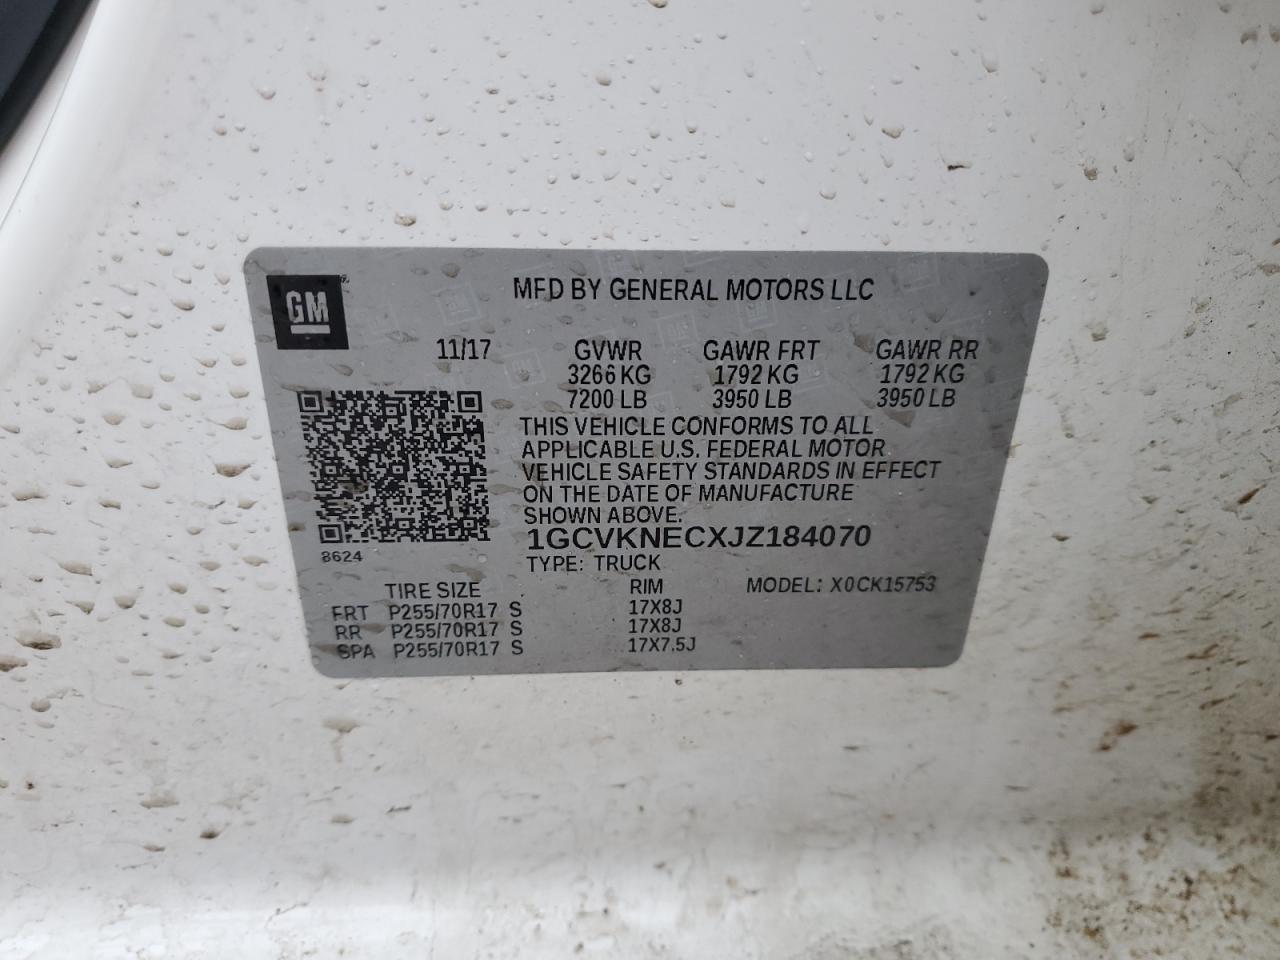 GM
MFD BY GENERAL MOTORS LLC
11/17 GVWR GAWR FRT GAWR RR
3266 KG 1792 KG 1792 KG
7200 LB 3950 LB 3950 LB
THIS VEHICLE CONFORMS TO ALL
APPLICABLE U.S. FEDERAL MOTOR
VEHICLE SAFETY STANDARDS IN EFFECT
ON THE DATE OF MANUFACTURE
SHOWN ABOVE.
1GCVKNECXJZ184070
8624
TYPE: TRUCK
TIRE SIZE RIM MODEL: X0CK15753
FRT P255/70R17 S 17X8J
RR P255/70R17 S 17X8J
SPA P255/70R17 S 17X7.5J